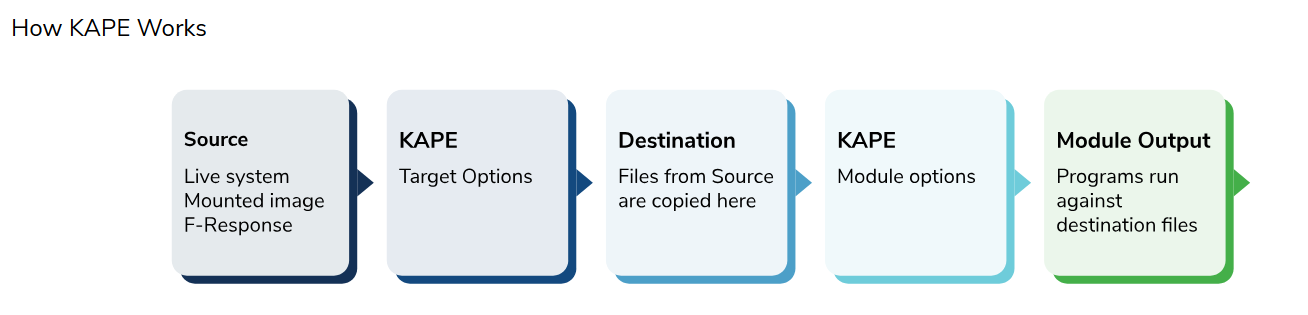 How KAPE Works
Source
Live system
Mounted image
F-Response
KAPE
Target Options
Destination
Files from Source
are copied here
KAPE
Module options
Module Output
Programs run
against
destination files